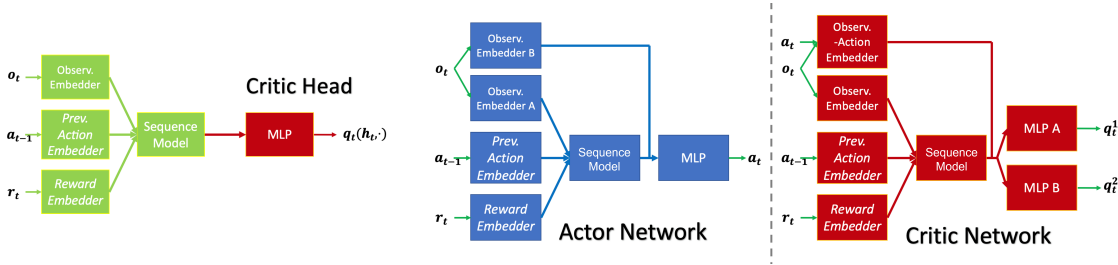 o_t
Observ.
Embedder
a_{t-1}
Prev.
Action
Embedder
r_t
Reward
Embedder
Sequence
Model
Critic Head
MLP
q_t(h_t,·)
o_t
Observ.
Embedder B
Observ.
Embedder A
a_{t-1}
Prev.
Action
Embedder
r_t
Reward
Embedder
Sequence
Model
MLP
a_t
Actor Network
a_t
o_t
Observ.
-Action
Embedder
Observ.
Embedder
a_{t-1}
Prev.
Action
Embedder
r_t
Reward
Embedder
Sequence
Model
MLP A
q_t^1
MLP B
q_t^2
Critic Network